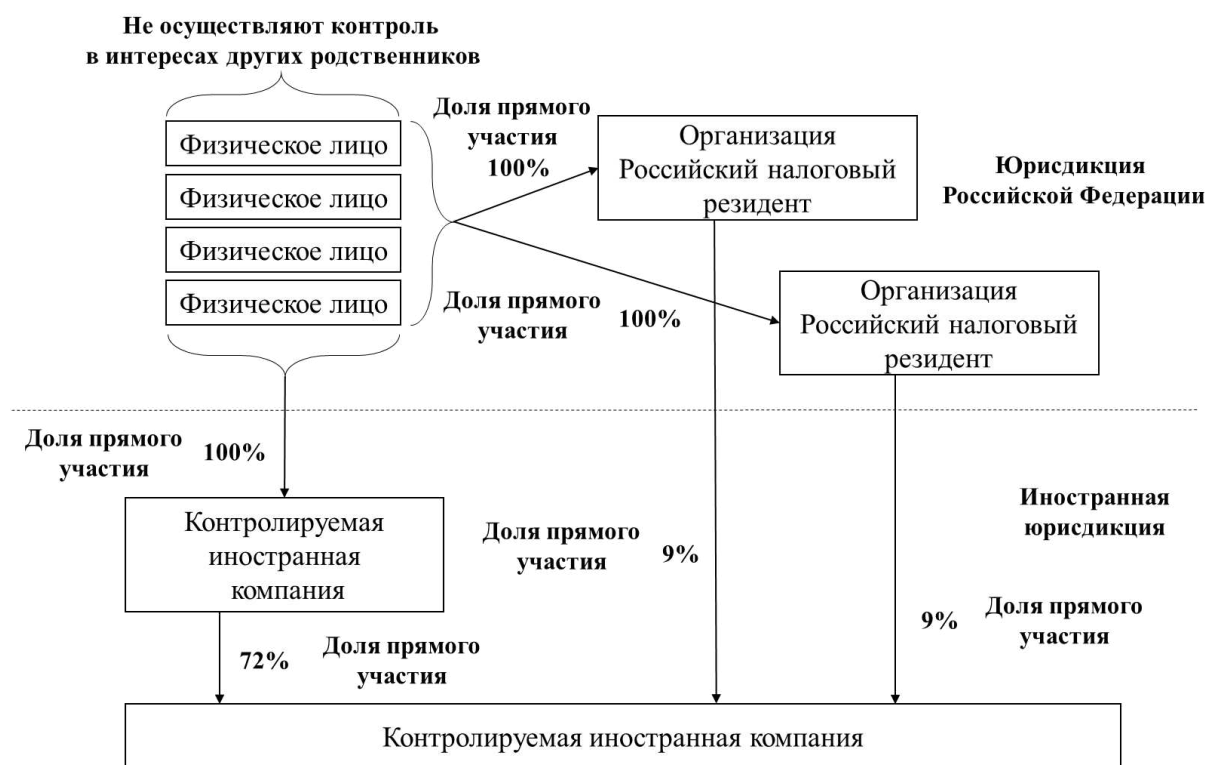 Не осуществляют контроль
в интересах других родственников
Физическое лицо
Физическое лицо
Физическое лицо
Физическое лицо
Доля прямого
участия
100%
Организация
Российский налоговый
резидент
Юрисдикция
Российской Федерации
Доля прямого
участия
100%
Организация
Российский налоговый
резидент
Доля прямого
участия
100%
Контролируемая
иностранная
компания
Доля прямого
участия
9%
Иностранная
юрисдикция
72%
Доля прямого
участия
9%
Доля прямого
участия
Контролируемая иностранная компания